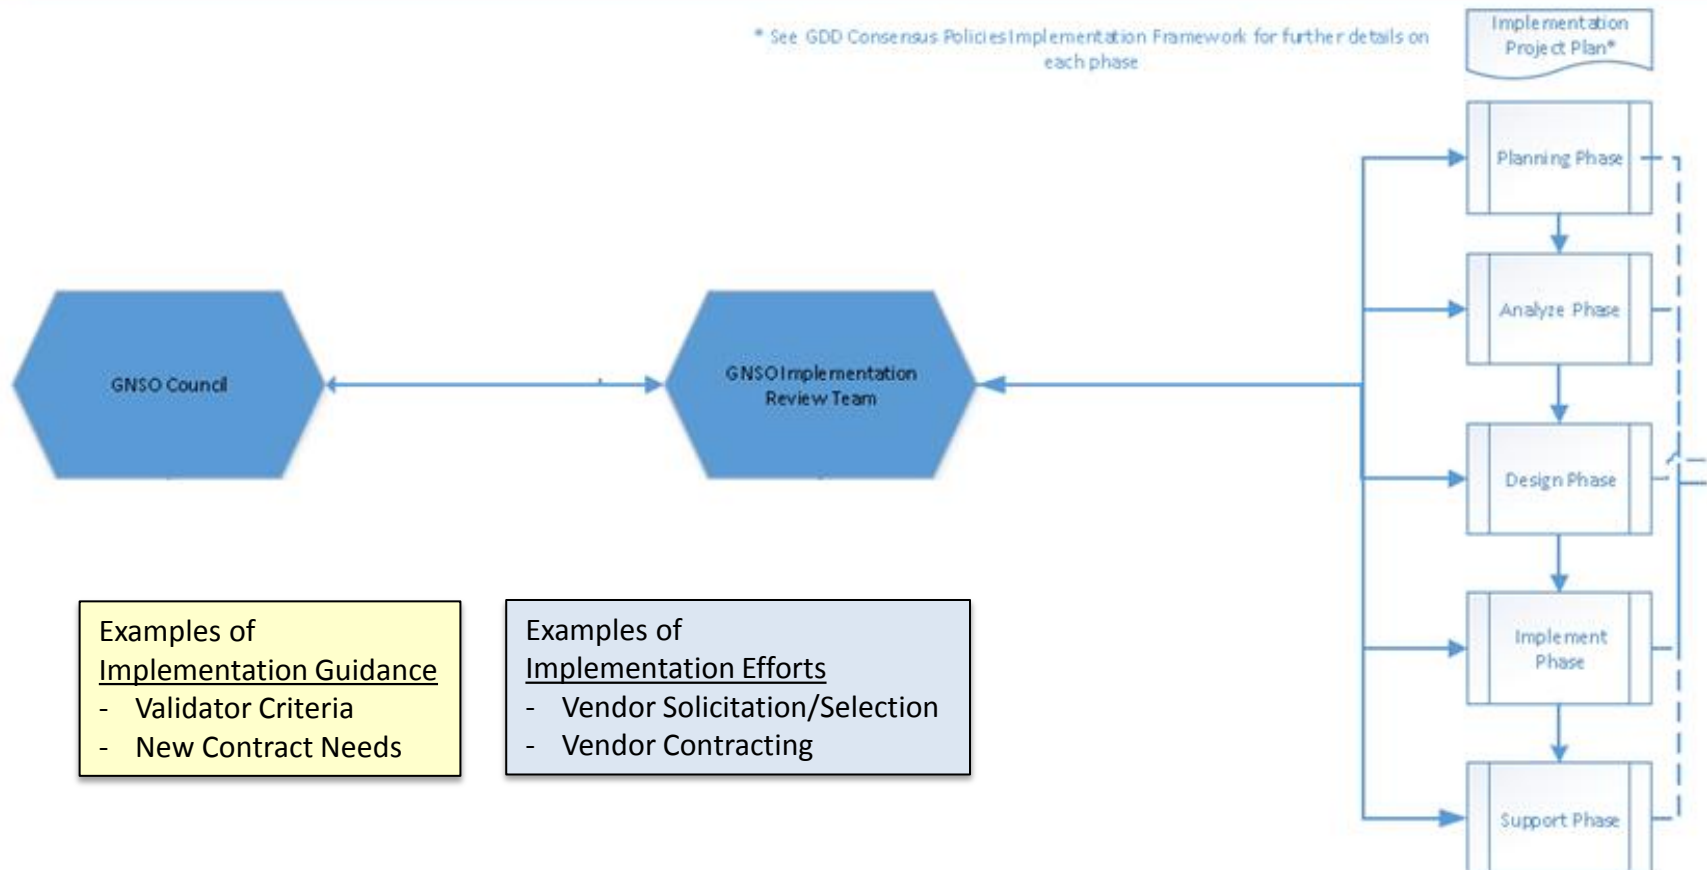 * See GDD Consensus Policies Implementation Framework for further details on
each phase
Implementation
Project Plan*
Planning Phase
Analyze Phase
GNSO Council
GNSO Implementation
Review Team
Design Phase
Examples of
Implementation Guidance
- Validator Criteria
- New Contract Needs
Examples of
Implementation Efforts
- Vendor Solicitation/Selection
- Vendor Contracting
Implement
Phase
Support Phase